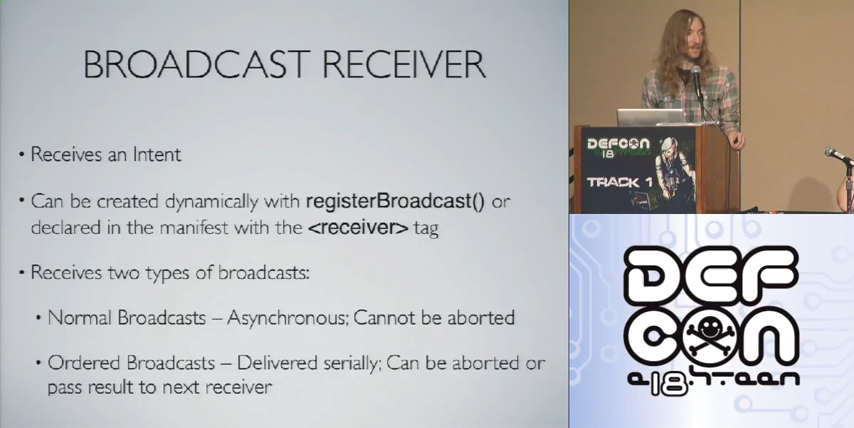 BROADCAST RECEIVER
• Receives an Intent
• Can be created dynamically with registerBroadcast() or
declared in the manifest with the <receiver> tag
• Receives two types of broadcasts:
• Normal Broadcasts – Asynchronous; Cannot be aborted
• Ordered Broadcasts – Delivered serially; Can be aborted or
pass result to next receiver
DEFCON
18
TRACK 1
DEF
CON
e18hteen